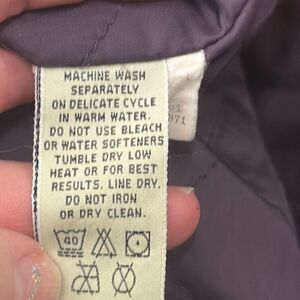 MACHINE WASH
SEPARATELY
ON DELICATE CYCLE
IN WARM WATER.
DO NOT USE BLEACH
OR WATER SOFTENERS
TUMBLE DRY LOW
HEAT OR FOR BEST
RESULTS, LINE DRY.
DO NOT IRON
OR DRY CLEAN.
40
871